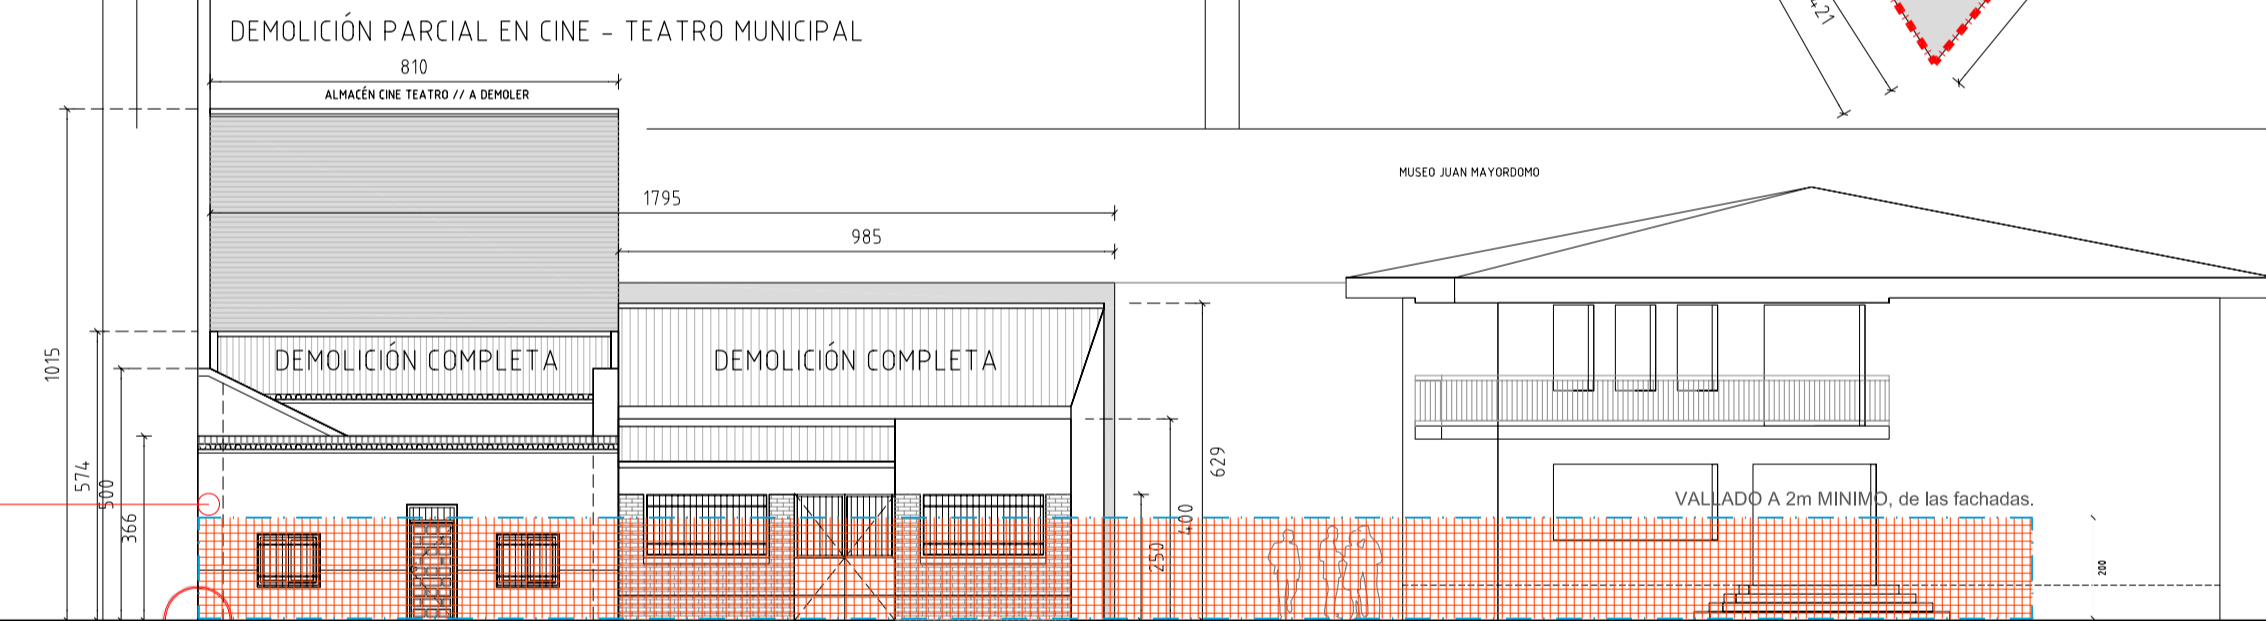 DEMOLICIÓN PARCIAL EN CINE - TEATRO MUNICIPAL
421
810
ALMACÉN CINE TEATRO // A DEMOLER
MUSEO JUAN MAYORDOMO
1795
985
1015
574
500
366
DEMOLICIÓN COMPLETA
DEMOLICIÓN COMPLETA
629
400
250
VALLADO A 2m MINIMO, de las fachadas.
200